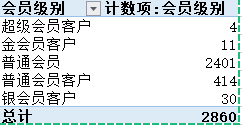 会员级别 计数项:会员级别
超级会员客户 4
金会员客户 11
普通会员 2401
普通会员客户 414
银会员客户 30
总计 2860